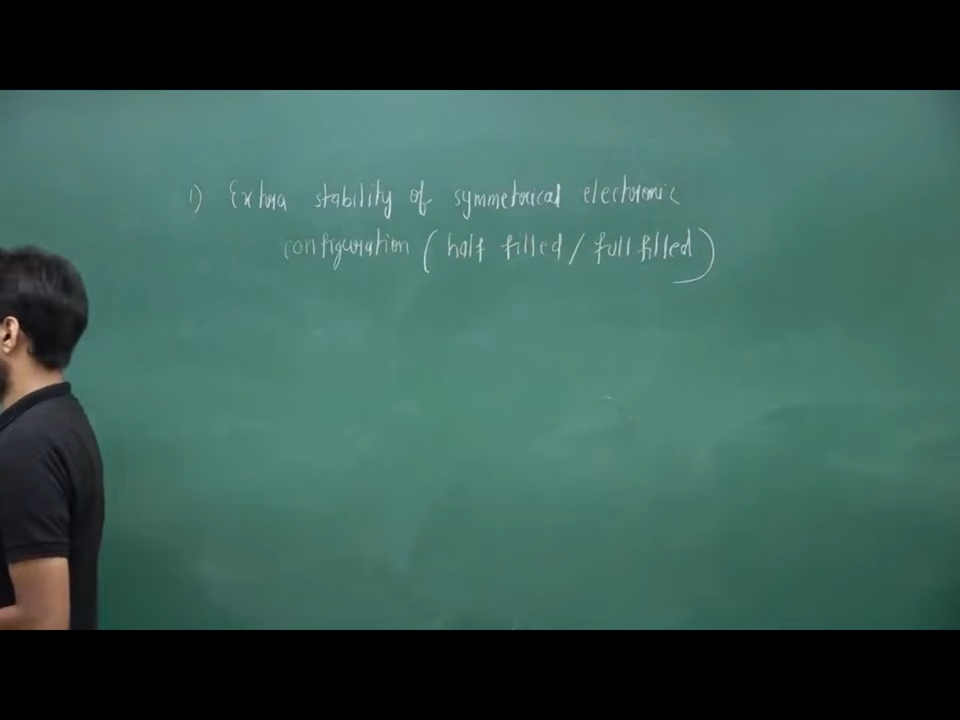 1) Extra stability of symmetrical electronic
configuration (half filled / full filled)